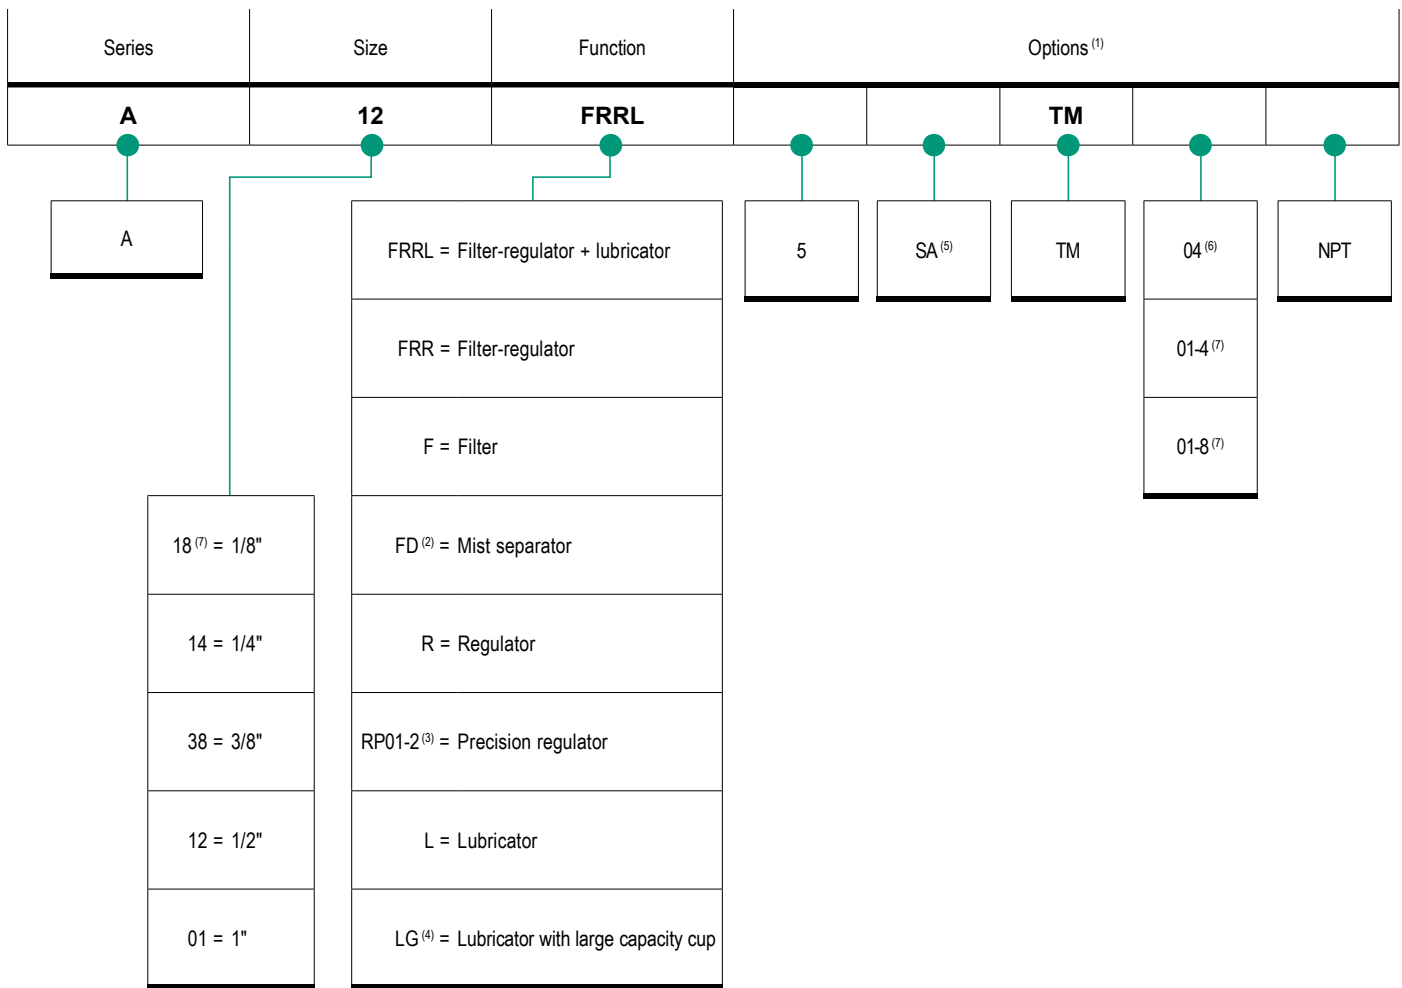 Series Size Function Options (1)
A 12 FRRL TM
A
FRRL = Filter-regulator + lubricator
5 SA (5) TM 04 (6) NPT
FRR = Filter-regulator
01-4 (7)
F = Filter
01-8 (7)
18 (7) = 1/8"
FD (2) = Mist separator
14 = 1/4"
R = Regulator
38 = 3/8"
RP01-2 (3) = Precision regulator
12 = 1/2"
L = Lubricator
01 = 1"
LG (4) = Lubricator with large capacity cup